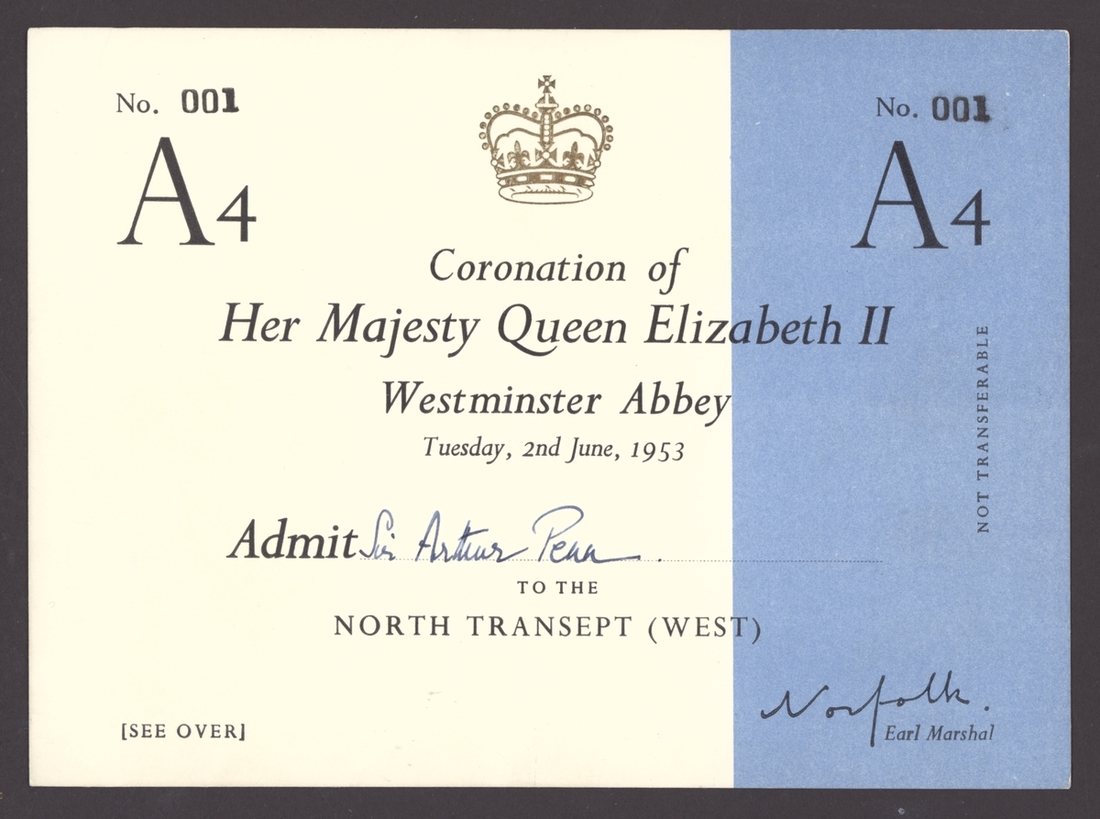 No. 001
A4
No. 001
A4
Coronation of
Her Majesty Queen Elizabeth II
Westminster Abbey
Tuesday, 2nd June, 1953
NOT TRANSFERABLE
Admit Sir Arthur Penn.
TO THE
NORTH TRANSEPT (WEST)
Norfolk.
[SEE OVER]
Earl Marshal